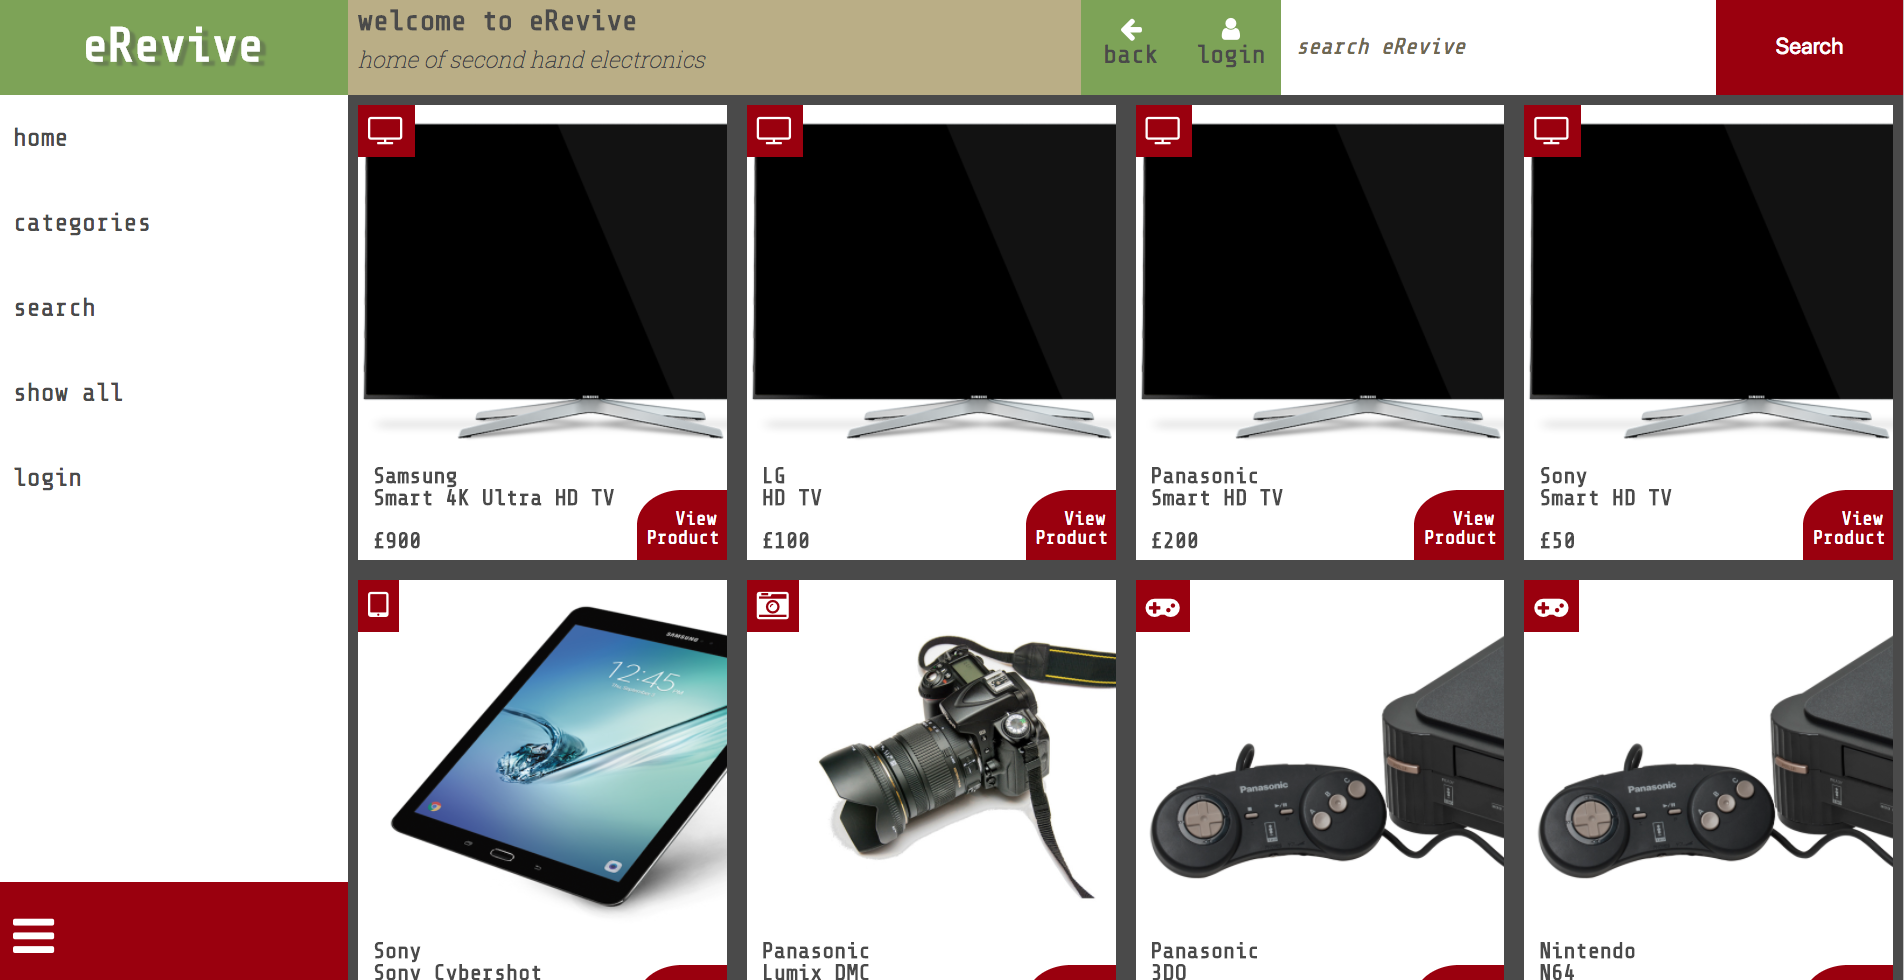 eRevive
welcome to eRevive
home of second hand electronics
back
login
search eRevive
Search
home
categories
search
show all
login
Samsung
Smart 4K Ultra HD TV
£900
View
Product
LG
HD TV
£100
View
Product
Panasonic
Smart HD TV
£200
View
Product
Sony
Smart HD TV
£50
View
Product
SAMSUNG
12:45
Sony
Sony Cybershot
Panasonic
Lumix DMC
Panasonic
Panasonic
3DO
Panasonic
Nintendo
N64